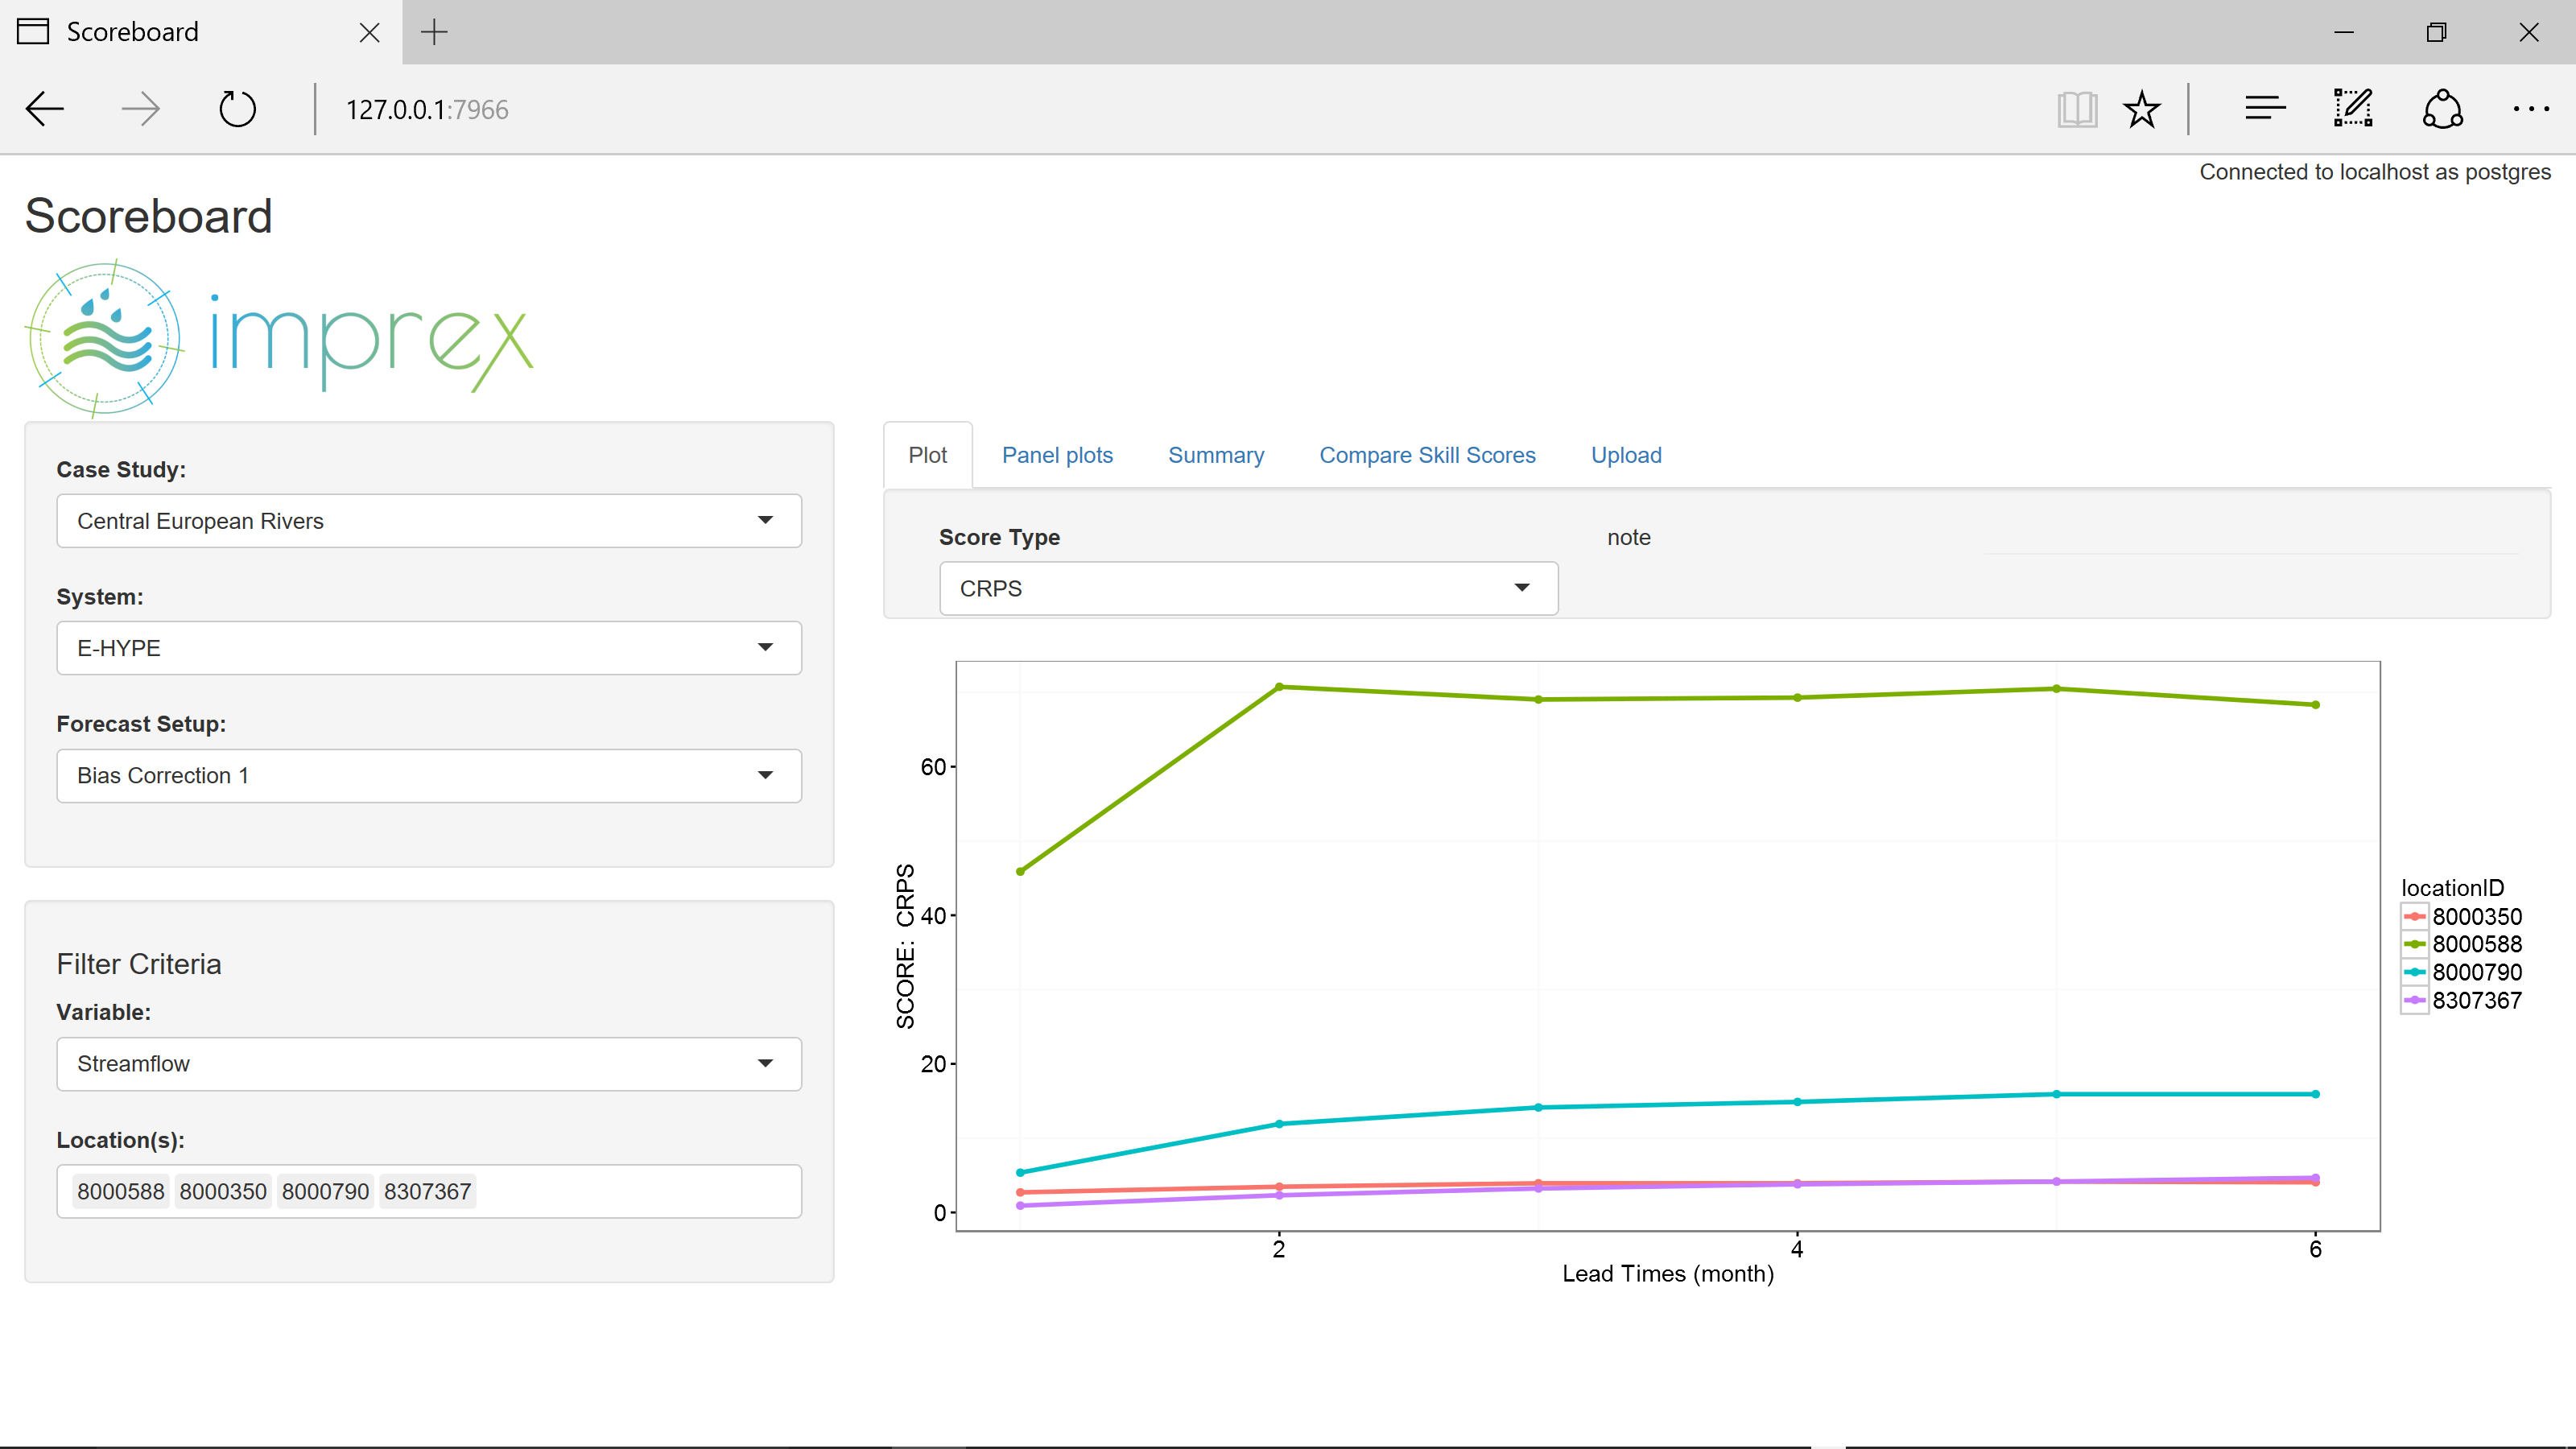 Scoreboard
127.0.0.1:7966
Connected to localhost as postgres
Scoreboard
imprex
Case Study:
Central European Rivers
System:
E-HYPE
Forecast Setup:
Bias Correction 1
Filter Criteria
Variable:
Streamflow
Location(s):
8000588 8000350 8000790 8307367
Plot Panel plots Summary Compare Skill Scores Upload
Score Type note
CRPS
SCORE: CRPS
60
40
20
0
2 4 6
Lead Times (month)
locationID
8000350
8000588
8000790
8307367